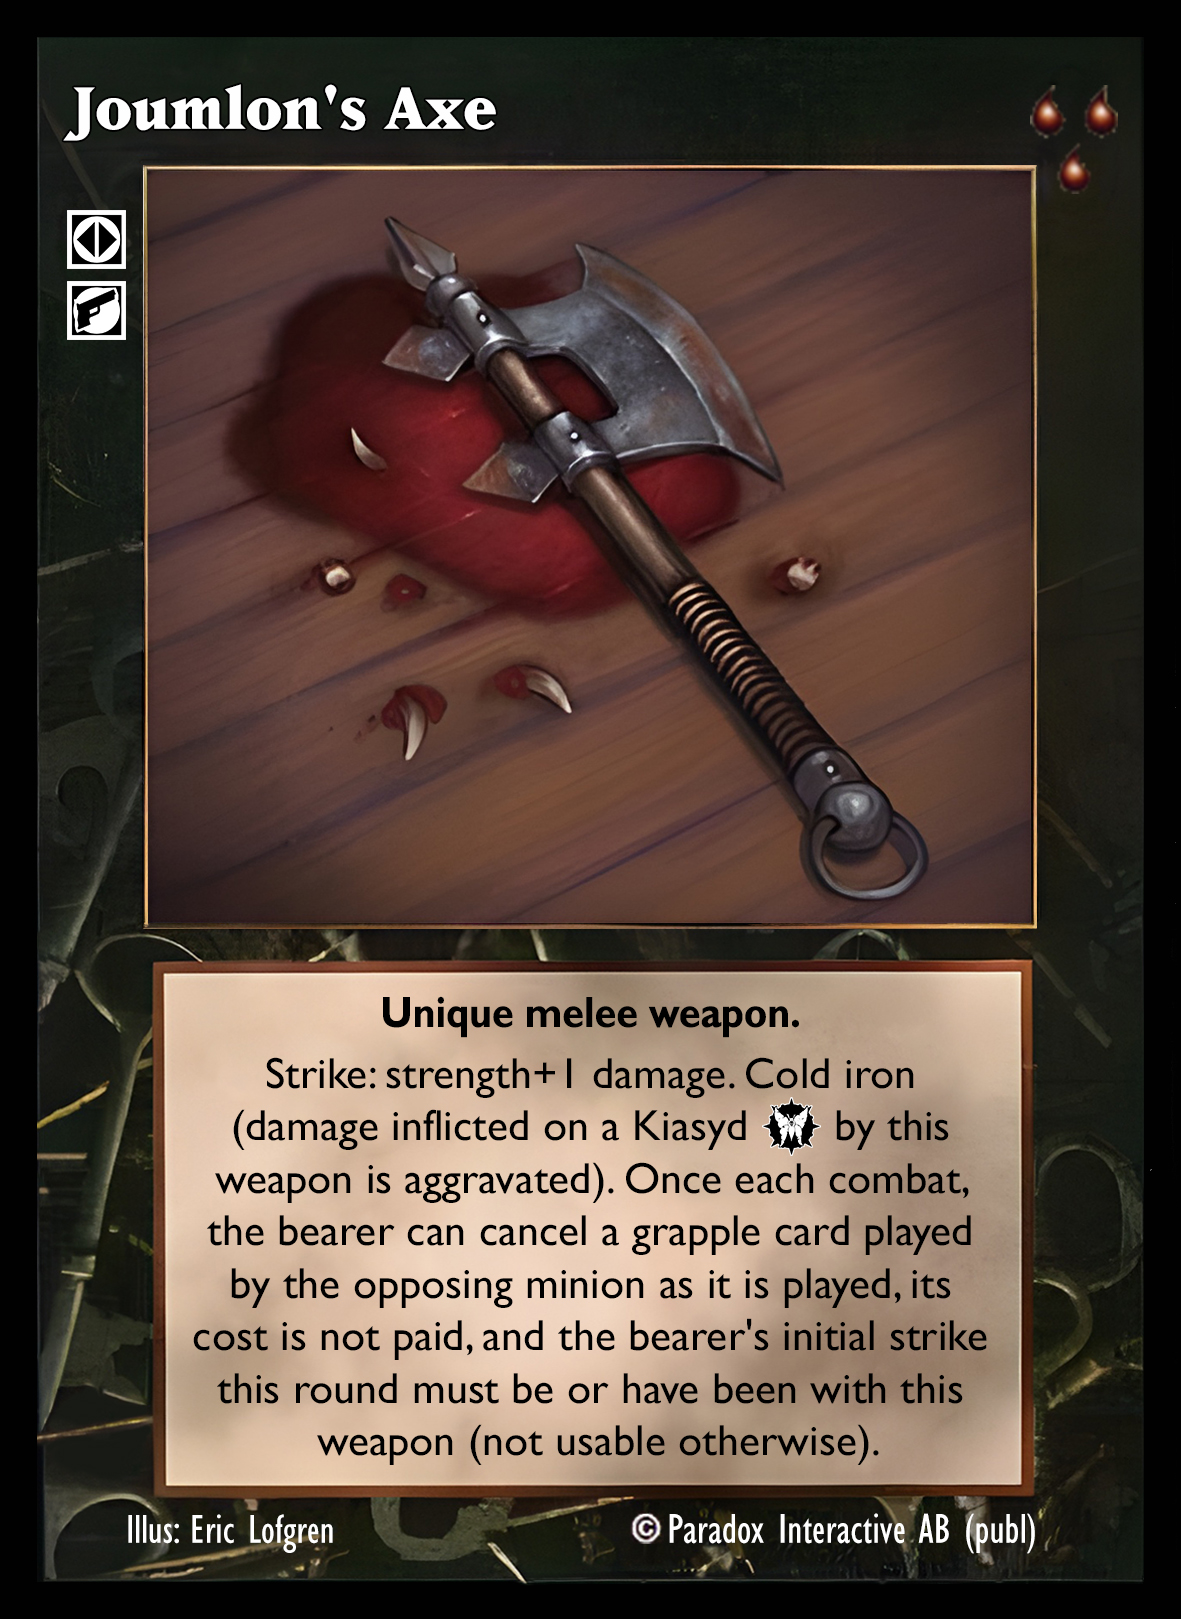 Joumlon's Axe
Unique melee weapon.
Strike: strength+1 damage. Cold iron
(damage inflicted on a Kiasyd by this
weapon is aggravated). Once each combat,
the bearer can cancel a grapple card played
by the opposing minion as it is played, its
cost is not paid, and the bearer's initial strike
this round must be or have been with this
weapon (not usable otherwise).
Illus: Eric Lofgren
© Paradox Interactive AB (publ)